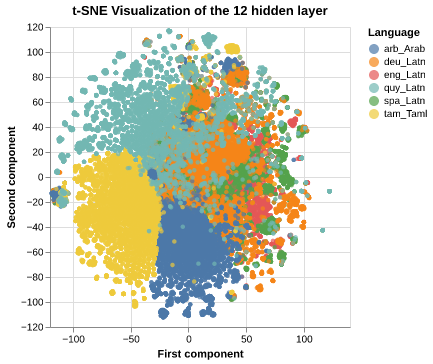 t-SNE Visualization of the 12 hidden layer
Language
arb_Arab
deu_Latn
eng_Latn
quy_Latn
spa_Latn
tam_Taml
120
100
80
60
40
20
0
−20
−40
−60
−80
−100
−120
Second component
−100 −50 0 50 100
First component